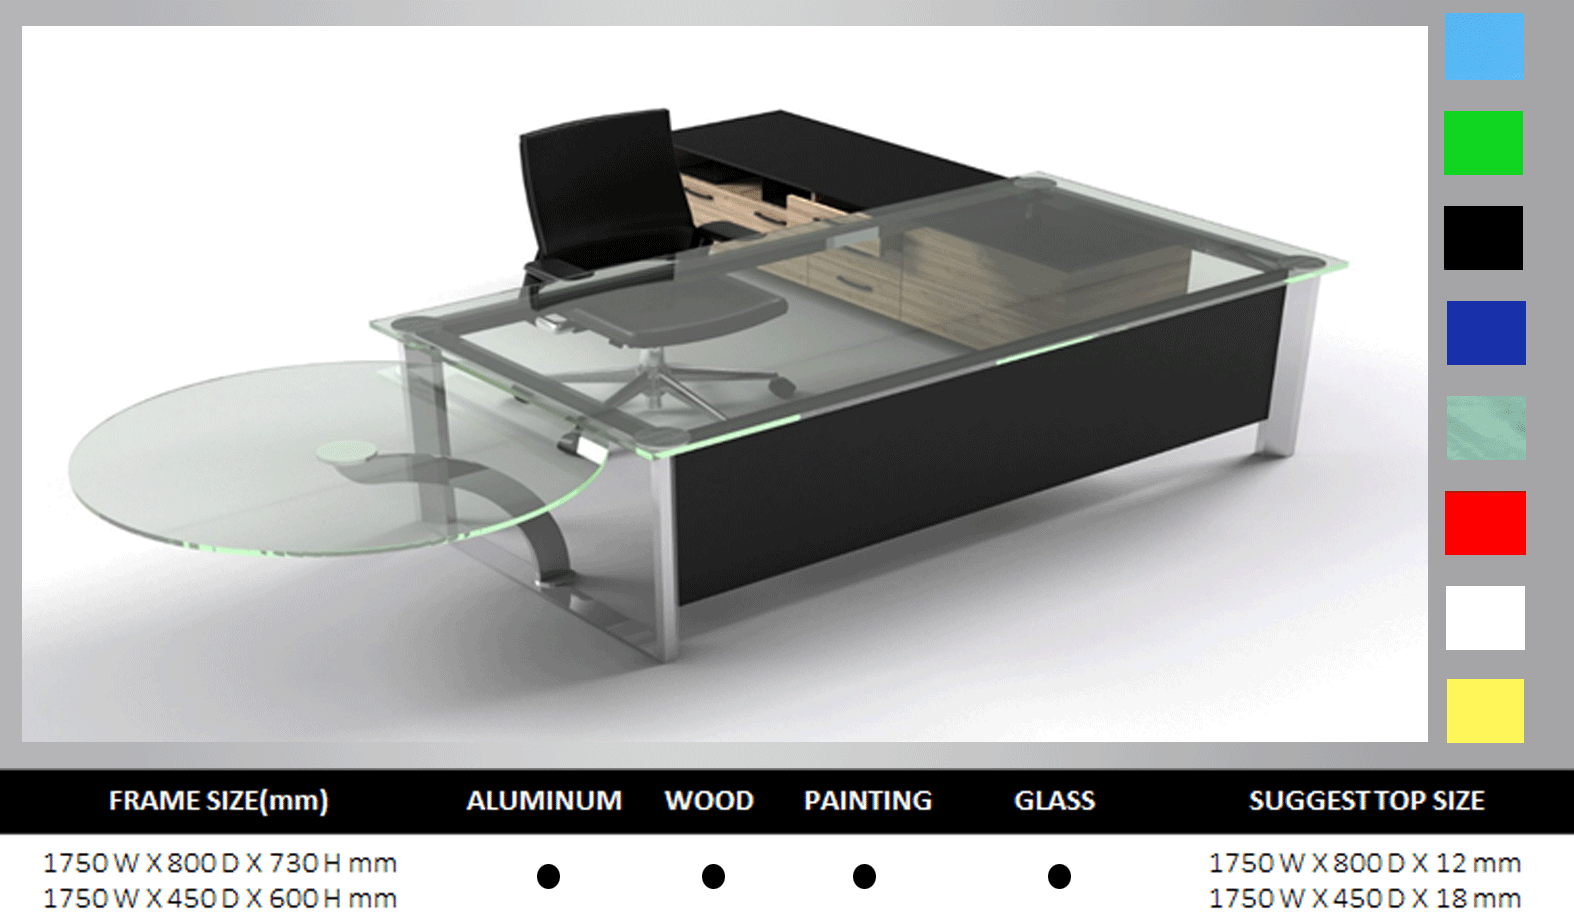 FRAME SIZE(mm) ALUMINUM WOOD PAINTING GLASS SUGGEST TOP SIZE
1750 W X 800 D X 730 H mm 1750 W X 800 D X 12 mm
1750 W X 450 D X 600 H mm 1750 W X 450 D X 18 mm